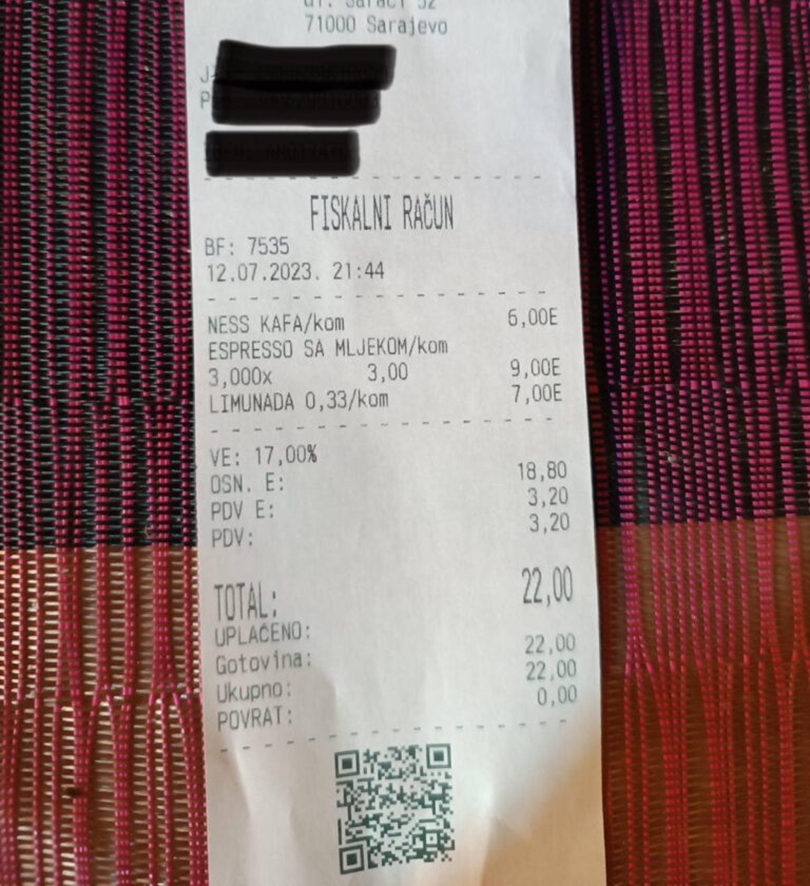 ul. Sarači 52
71000 Sarajevo
FISKALNI RAČUN
BF: 7535
12.07.2023. 21:44
NESS KAFA/kom 6,00E
ESPRESSO SA MLJEKOM/kom
3,000x 3,00 9,00E
LIMUNADA 0,33/kom 7,00E
VE: 17,00%
OSN. E: 18,80
PDV E: 3,20
PDV: 3,20
TOTAL: 22,00
UPLAĆENO:
Gotovina: 22,00
Ukupno: 22,00
POVRAT: 0,00